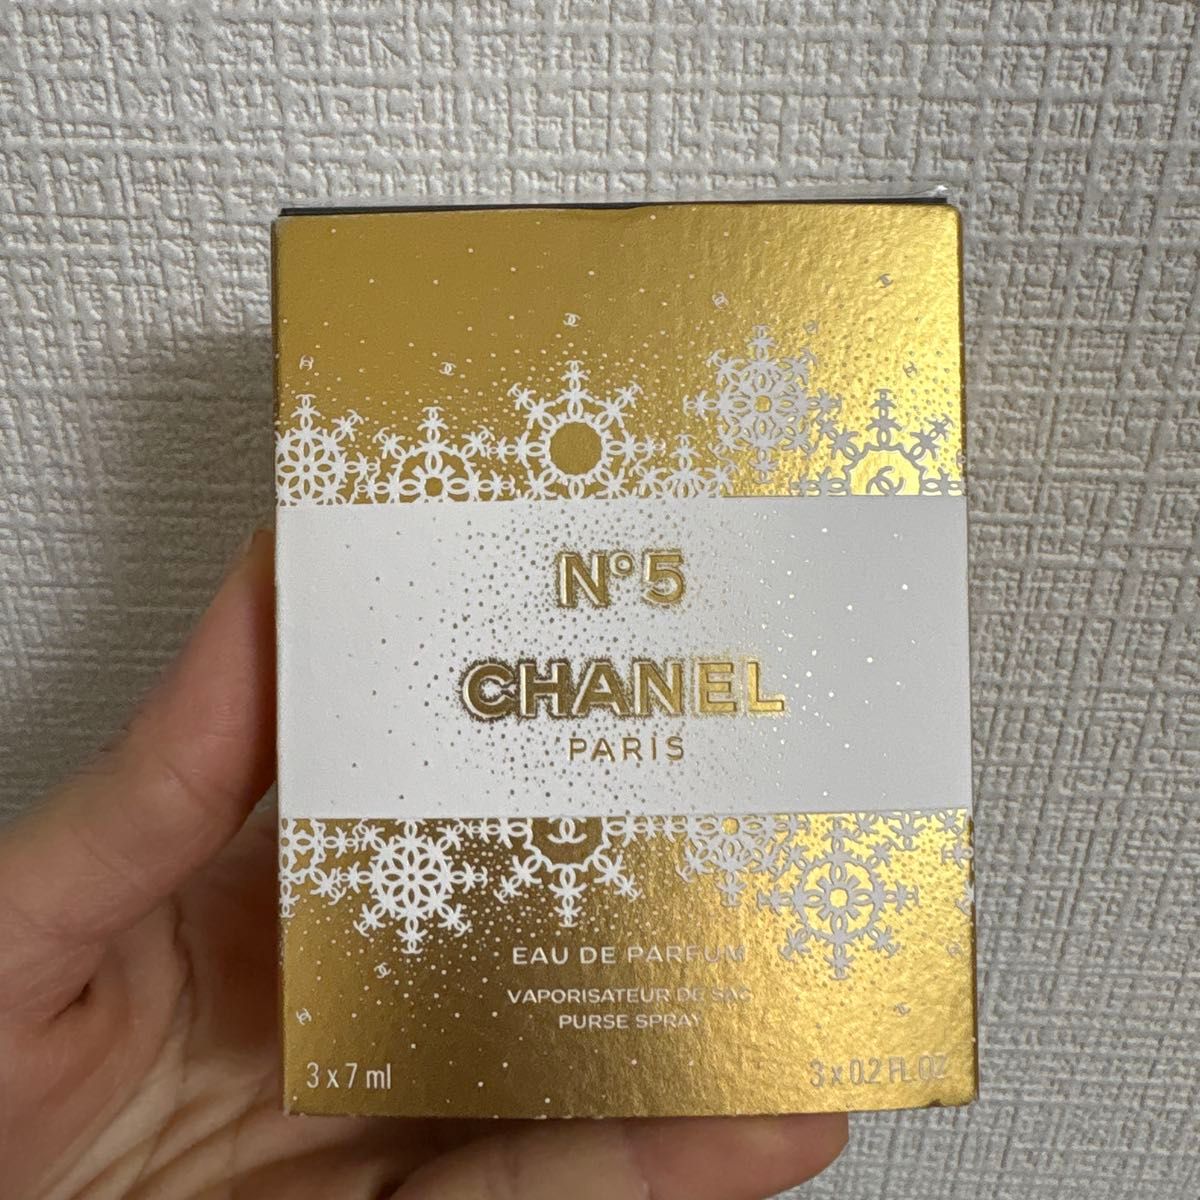 N°5
CHANEL
PARIS
EAU DE PARFUM
VAPORISATEUR DE SAC
PURSE SPRAY
3 x 7 ml
3 x 0.2 FL. OZ